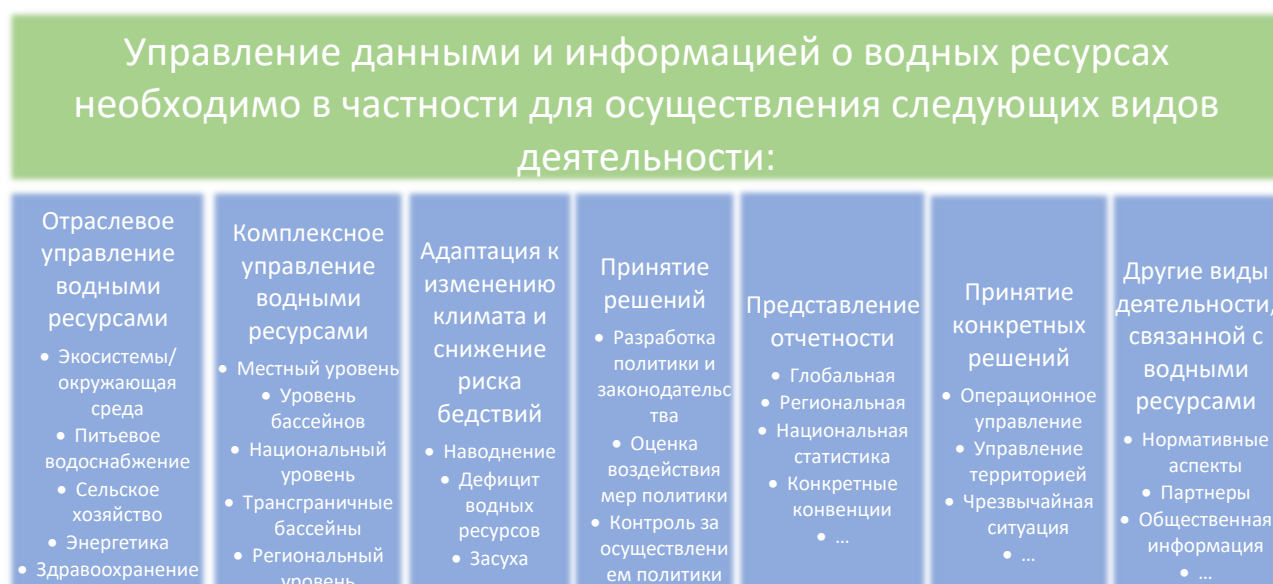 Управление данными и информацией о водных ресурсах
необходимо в частности для осуществления следующих видов
деятельности:
Отраслевое
управление
водными
ресурсами
• Экосистемы/
окружающая
среда
• Питьевое
водоснабжение
• Сельское
хозяйство
• Энергетика
• Здравоохранение
Комплексное
управление
водными
ресурсами
• Местный уровень
• Уровень
бассейнов
• Национальный
уровень
• Трансграничные
бассейны
• Региональный
уровень
Адаптация к
изменению
климата и
снижение
риска
бедствий
• Наводнение
• Дефицит
водных
ресурсов
• Засуха
Принятие
решений
• Разработка
политики и
законодательс
тва
• Оценка
воздействия
мер политики
• Контроль за
осуществлени
ем политики
Представление
отчетности
• Глобальная
• Региональная
• Национальная
статистика
• Конкретные
конвенции
• ...
Принятие
конкретных
решений
• Операционное
управление
• Управление
территорией
• Чрезвычайная
ситуация
• ...
Другие виды
деятельности,
связанной с
водными
ресурсами
• Нормативные
аспекты
• Партнеры
• Общественная
информация
• ...